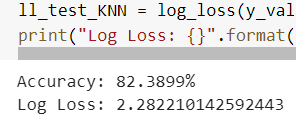 ll_test_KNN = log_loss(y_val
print("Log Loss: {}".format(
Accuracy: 82.3899%
Log Loss: 2.282210142592443